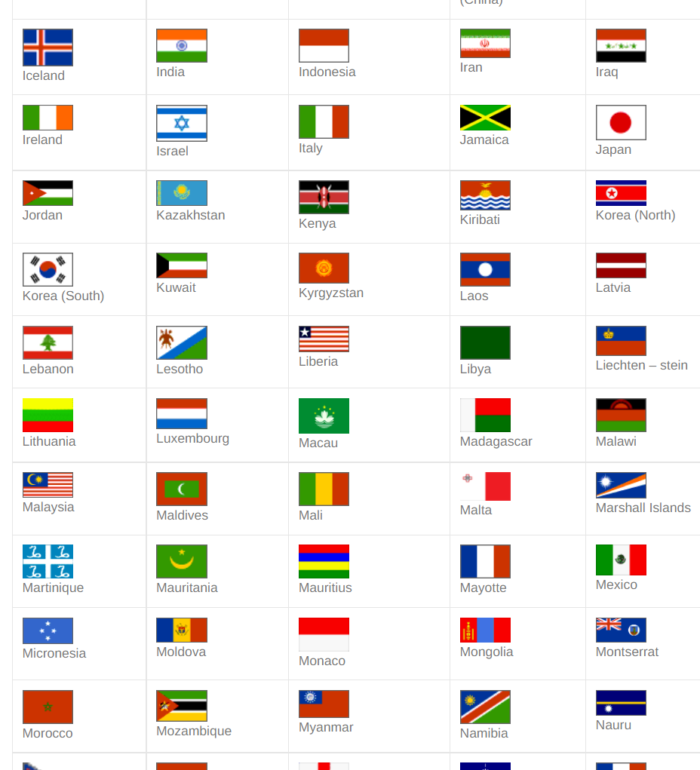 (China)
Iceland
India
Indonesia
Iran
Iraq
Ireland
Israel
Italy
Jamaica
Japan
Jordan
Kazakhstan
Kenya
Kiribati
Korea (North)
Korea (South)
Kuwait
Kyrgyzstan
Laos
Latvia
Lebanon
Lesotho
Liberia
Libya
Liechten – stein
Lithuania
Luxembourg
Macau
Madagascar
Malawi
Malaysia
Maldives
Mali
Malta
Marshall Islands
Martinique
Mauritania
Mauritius
Mayotte
Mexico
Micronesia
Moldova
Monaco
Mongolia
Montserrat
Morocco
Mozambique
Myanmar
Namibia
Nauru